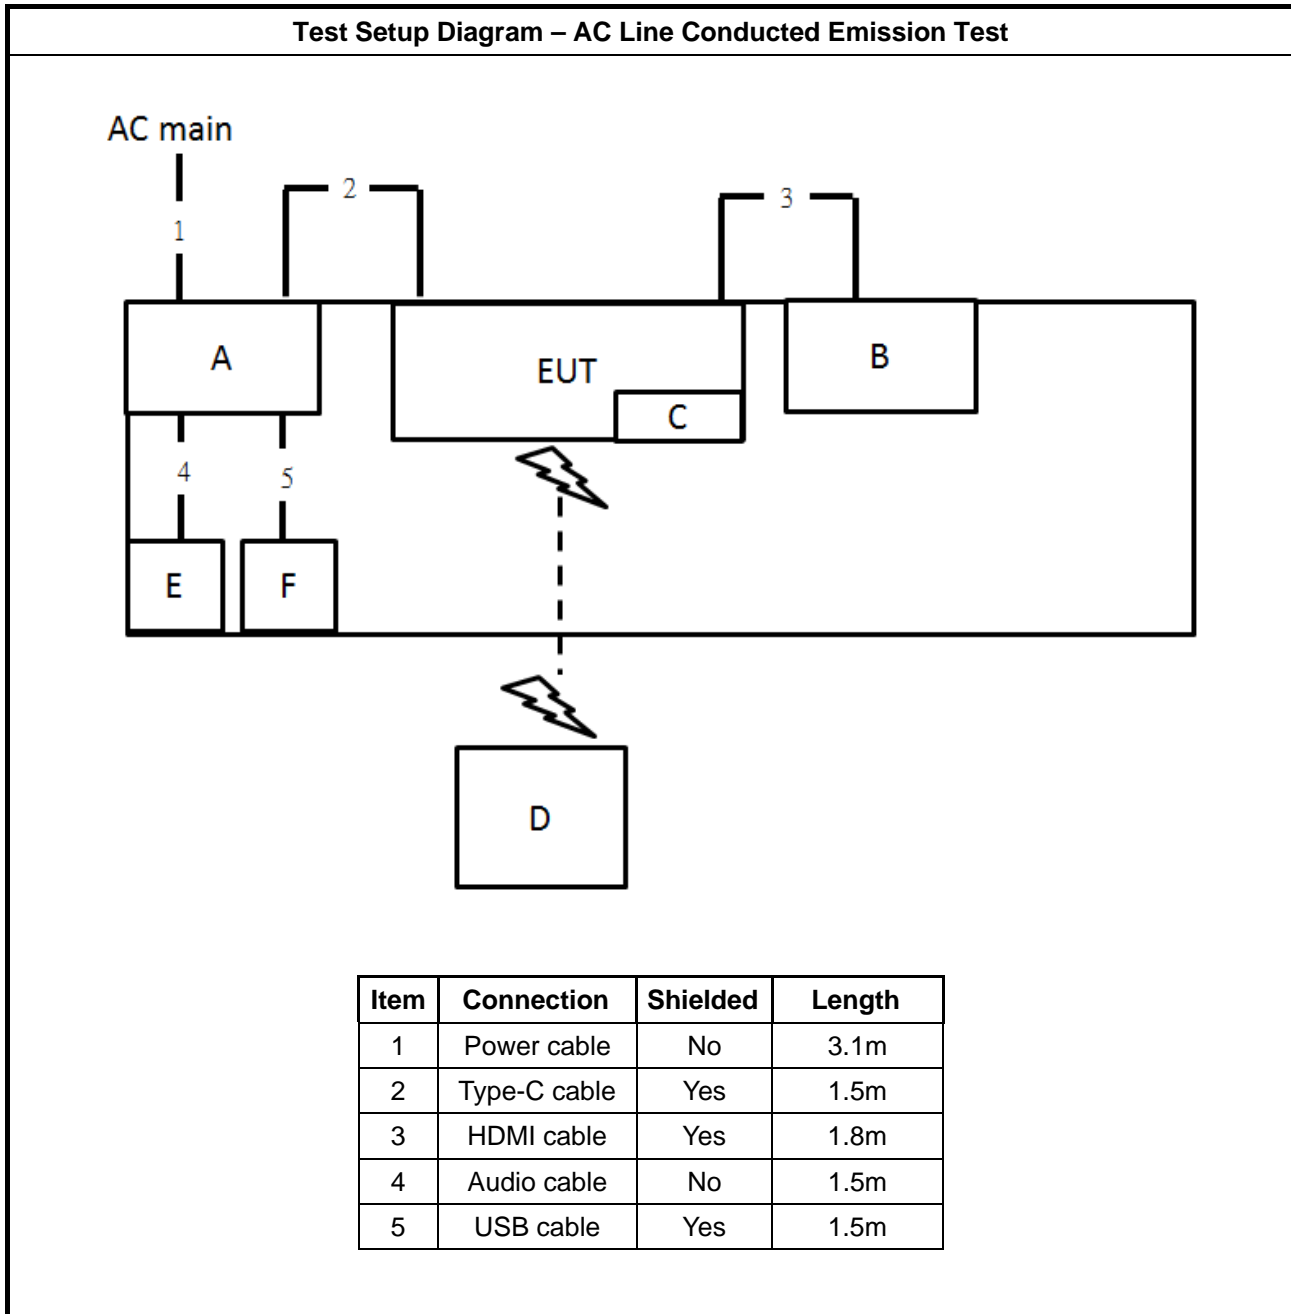 Test Setup Diagram – AC Line Conducted Emission Test
AC main
2
3
1
A
EUT
B
C
4
5
E
F
D
Item Connection Shielded Length
1 Power cable No 3.1m
2 Type-C cable Yes 1.5m
3 HDMI cable Yes 1.8m
4 Audio cable No 1.5m
5 USB cable Yes 1.5m